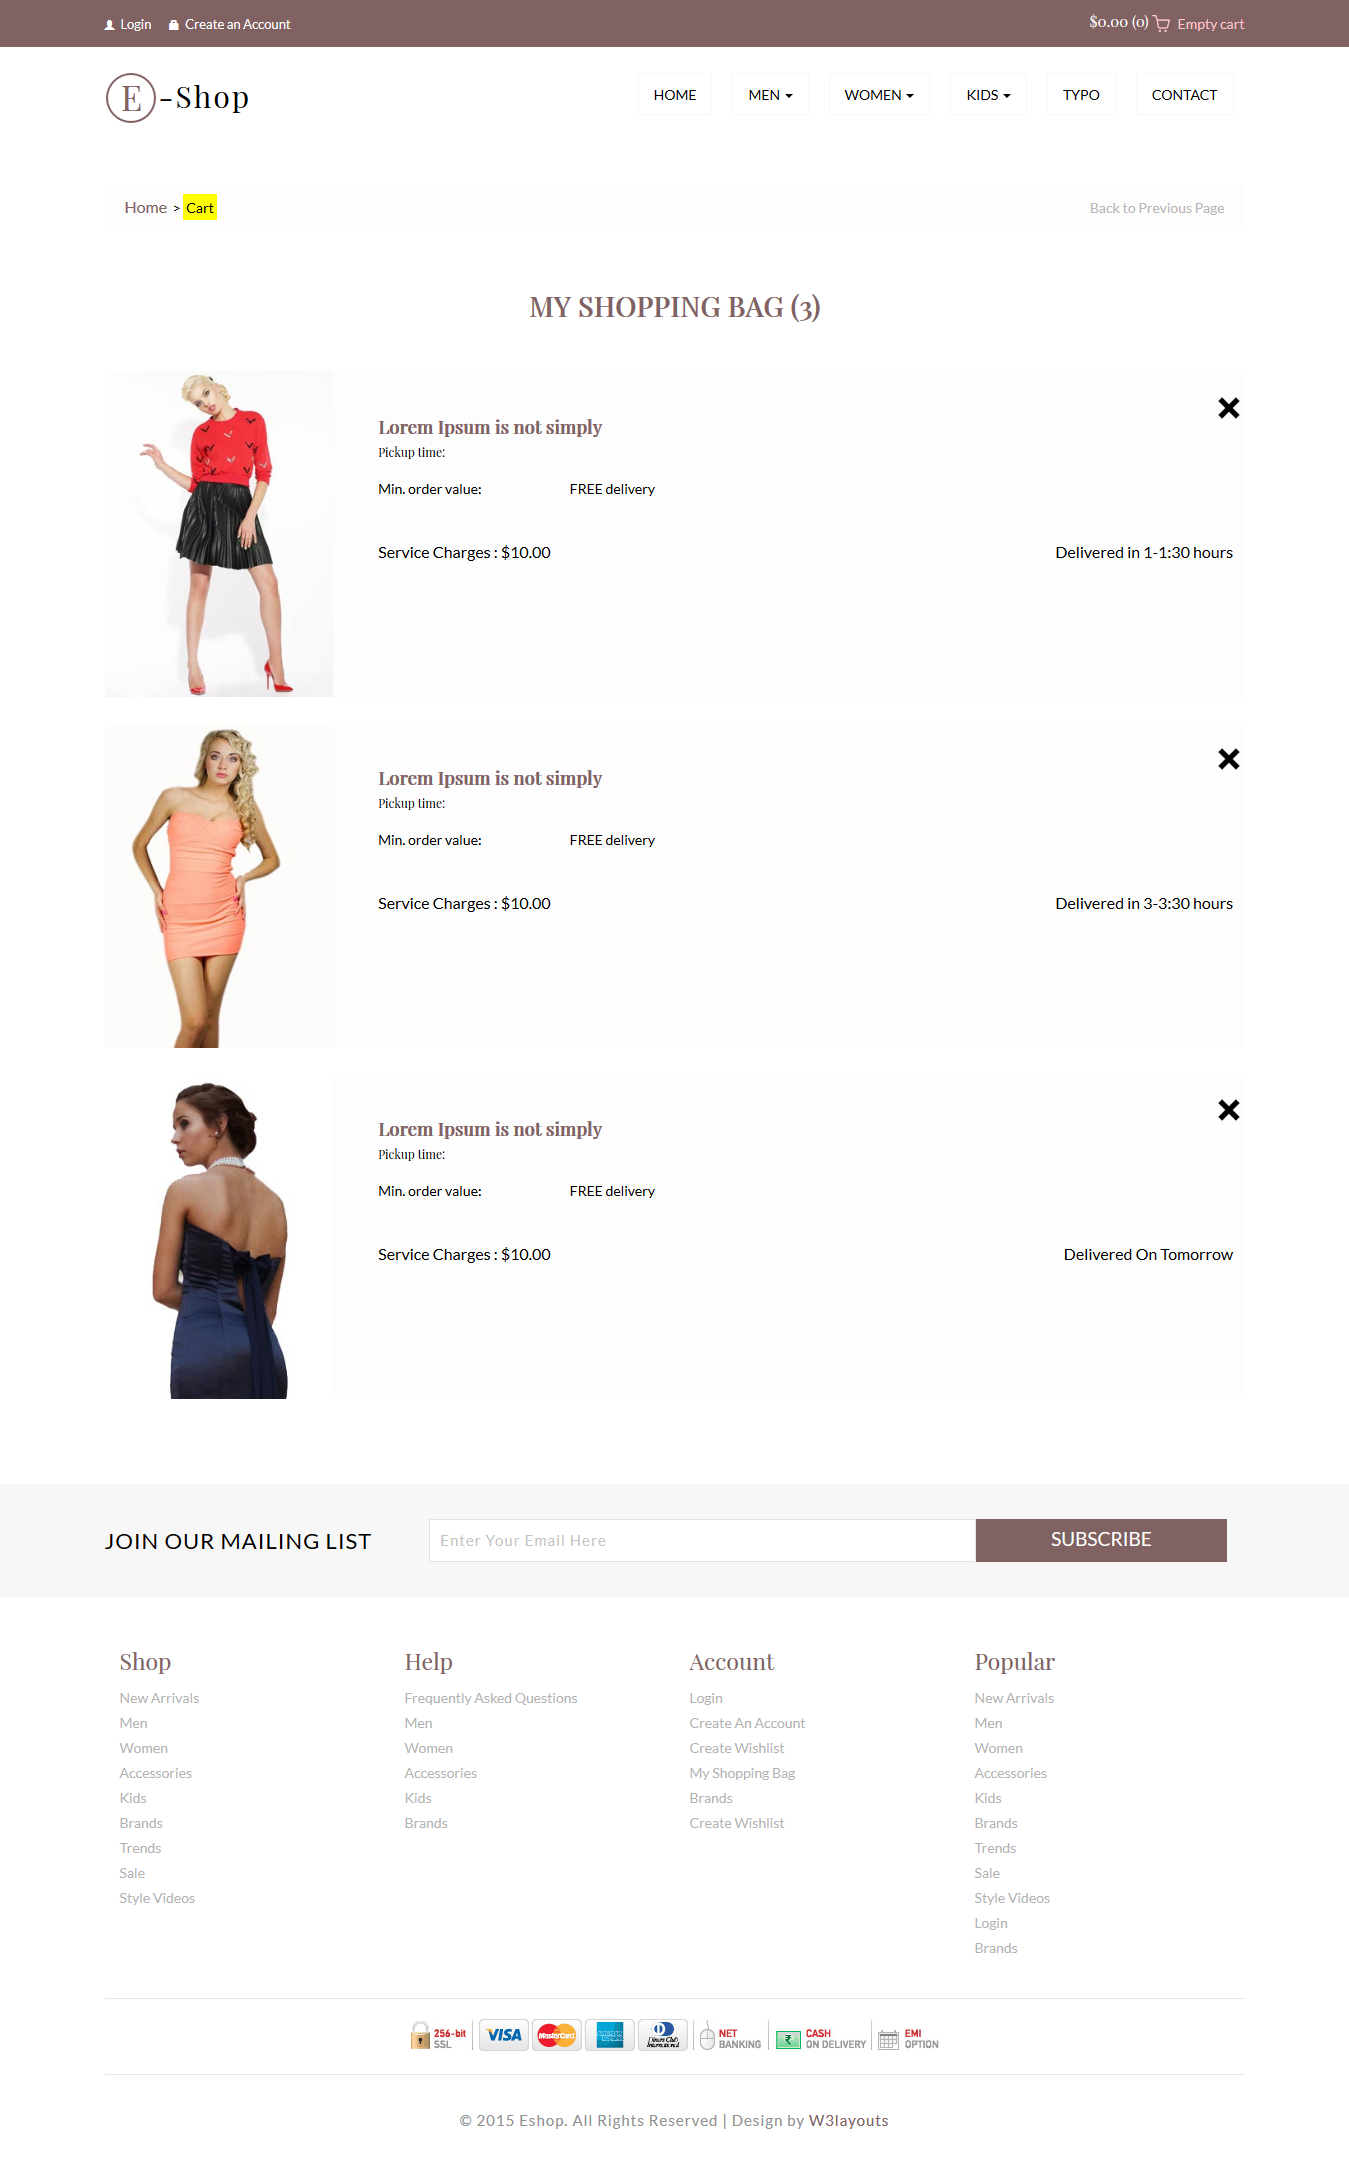 Login Create an Account $0.00 (0) Empty cart
E-Shop HOME MEN WOMEN KIDS TYPO CONTACT
Home > Cart Back to Previous Page
MY SHOPPING BAG (3)
Lorem Ipsum is not simply
Pickup time:
Min. order value: FREE delivery
Service Charges : $10.00 Delivered in 1-1:30 hours
Lorem Ipsum is not simply
Pickup time:
Min. order value: FREE delivery
Service Charges : $10.00 Delivered in 3-3:30 hours
Lorem Ipsum is not simply
Pickup time:
Min. order value: FREE delivery
Service Charges : $10.00 Delivered On Tomorrow
JOIN OUR MAILING LIST Enter Your Email Here SUBSCRIBE
Shop
New Arrivals
Men
Women
Accessories
Kids
Brands
Trends
Sale
Style Videos
Help
Frequently Asked Questions
Men
Women
Accessories
Kids
Brands
Account
Login
Create An Account
Create Wishlist
My Shopping Bag
Brands
Create Wishlist
Popular
New Arrivals
Men
Women
Accessories
Kids
Brands
Trends
Sale
Style Videos
Login
Brands
256-bit SSL VISA MasterCard Diners Club International NET BANKING ₹ CASH ON DELIVERY EMI OPTION
© 2015 Eshop. All Rights Reserved | Design by W3layouts